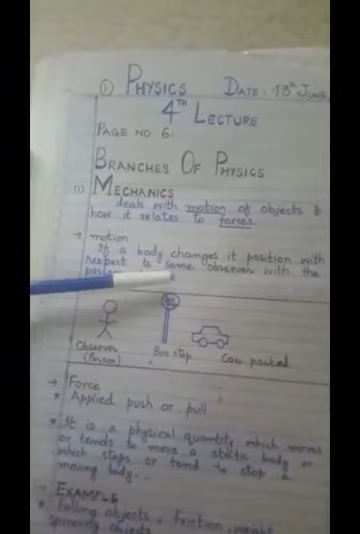 ① PHYSICS DATE: 13th June
4TH LECTURE
PAGE NO 6.
BRANCHES OF PHYSICS
(1) MECHANICS
deals with motion of objects &
how it relates to forces.
→ motion
If a body changes it position with
respect to some observer with the
Observer (Person)
Bus stop
Car parked
→ Force
* Applied push or pull
* It is a physical quantity which moves
or tends to move a static body or
which stops or tend to stop a
moving body..
→ EXAMPLE
* Falling objects, friction, weight
spinning objects